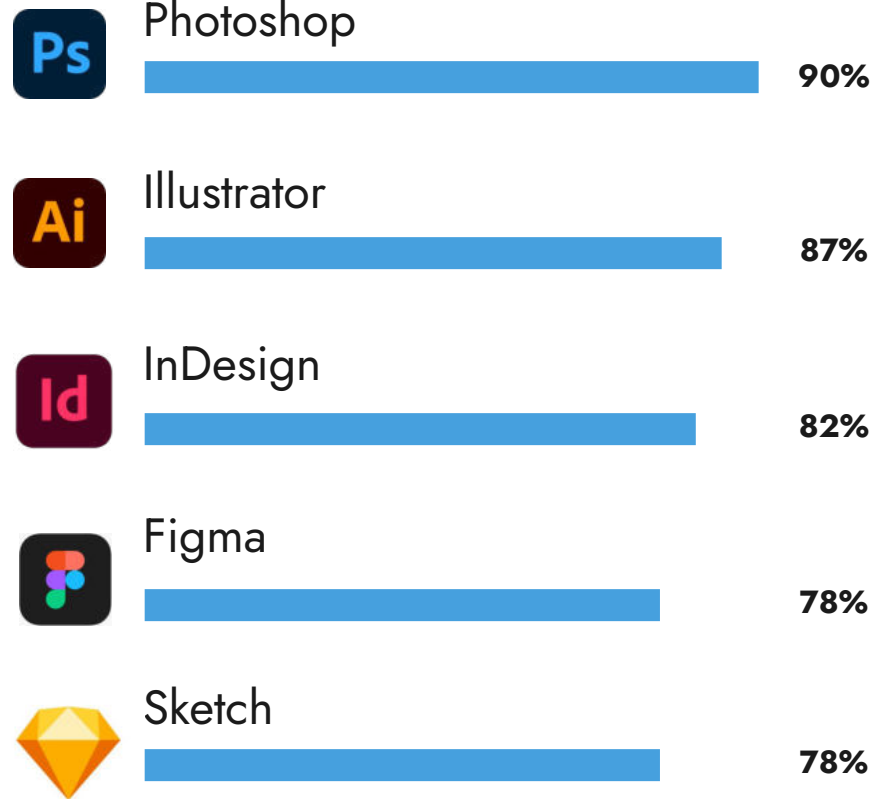 Photoshop
Ps
90%
Illustrator
Ai
87%
InDesign
Id
82%
Figma
78%
Sketch
78%